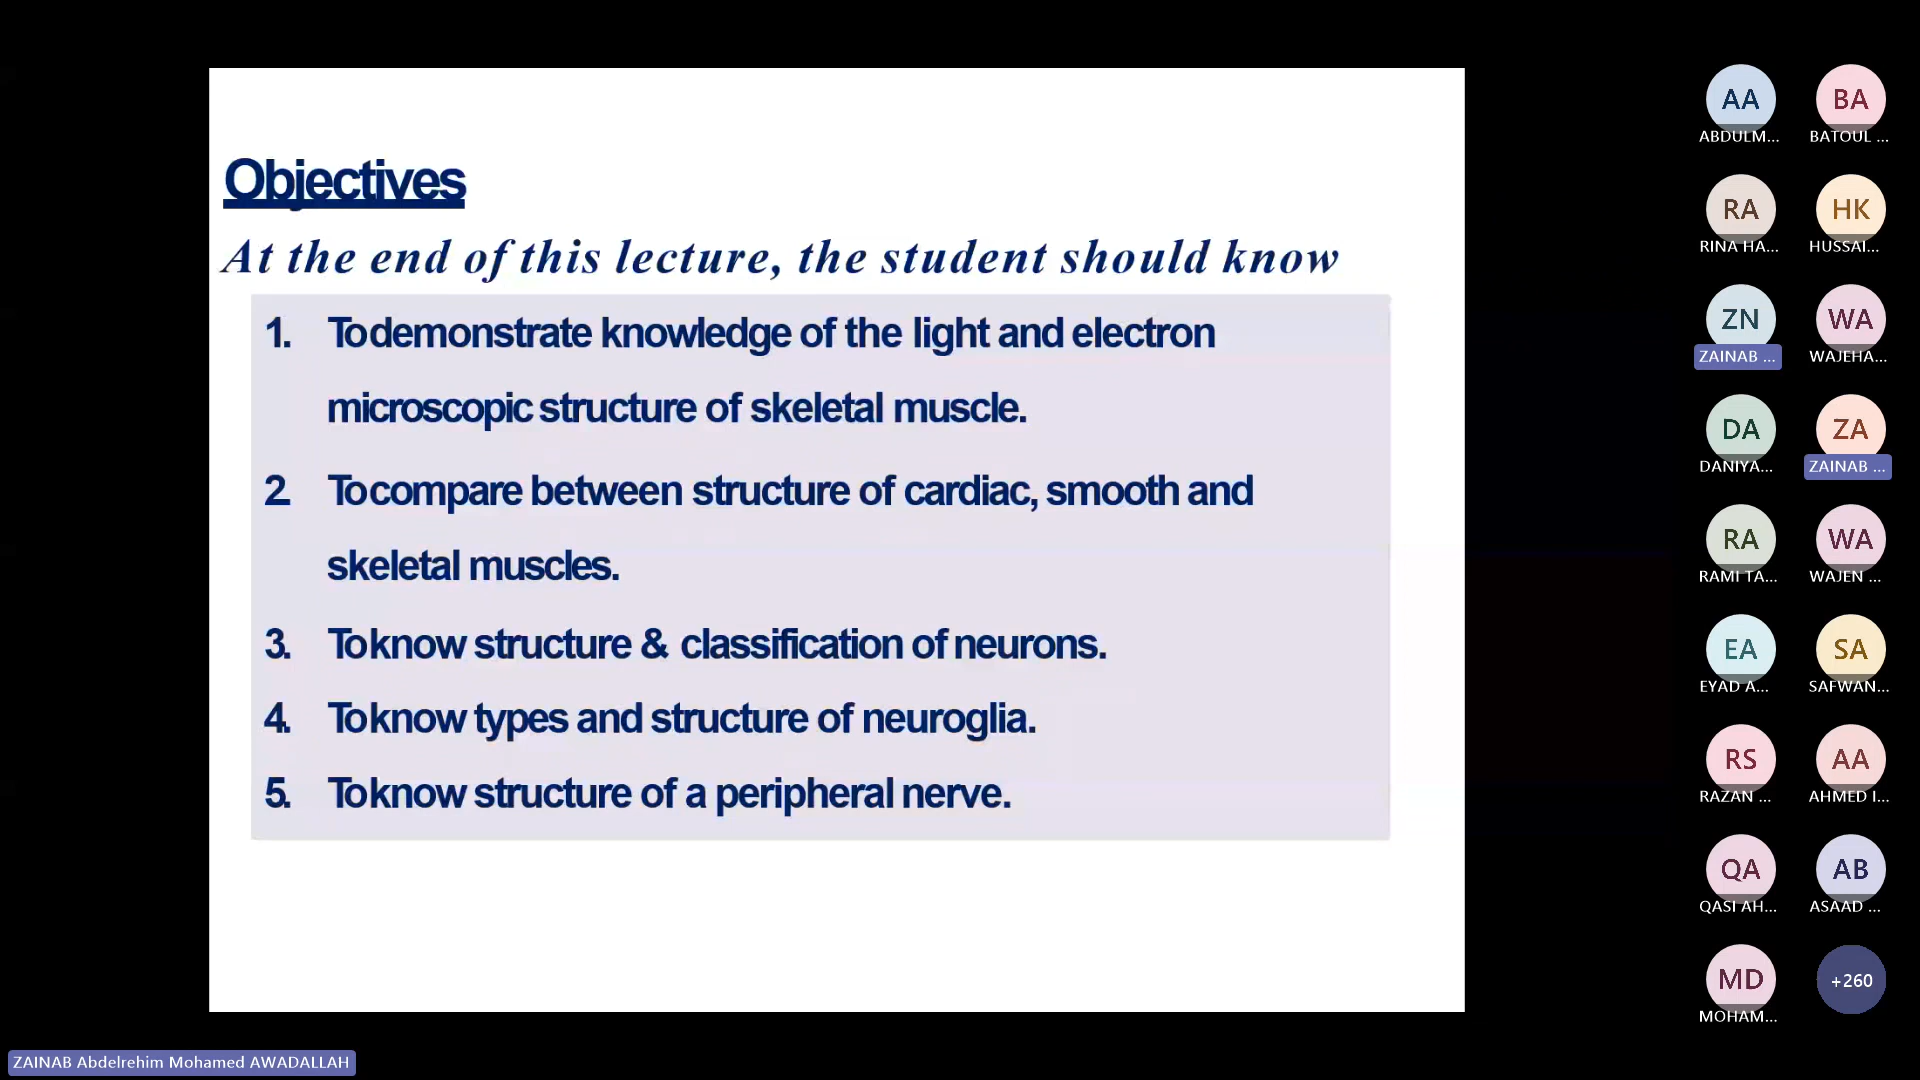 Objectives
At the end of this lecture, the student should know
1. To demonstrate knowledge of the light and electron
microscopic structure of skeletal muscle.
2. To compare between structure of cardiac, smooth and
skeletal muscles.
3. To know structure & classification of neurons.
4. To know types and structure of neuroglia.
5. To know structure of a peripheral nerve.
AA BA
ABDULM... BATOUL ...
RA HK
RINA HA... HUSSAI...
ZN WA
ZAINAB ... WAJEHA...
DA ZA
DANIYA... ZAINAB ...
RA WA
RAMI TA... WAJEN ...
EA SA
EYAD A... SAFWAN...
RS AA
RAZAN ... AHMED I...
QA AB
QASI AH... ASAAD ...
MD +260
MOHAM...
ZAINAB Abdelrehim Mohamed AWADALLAH